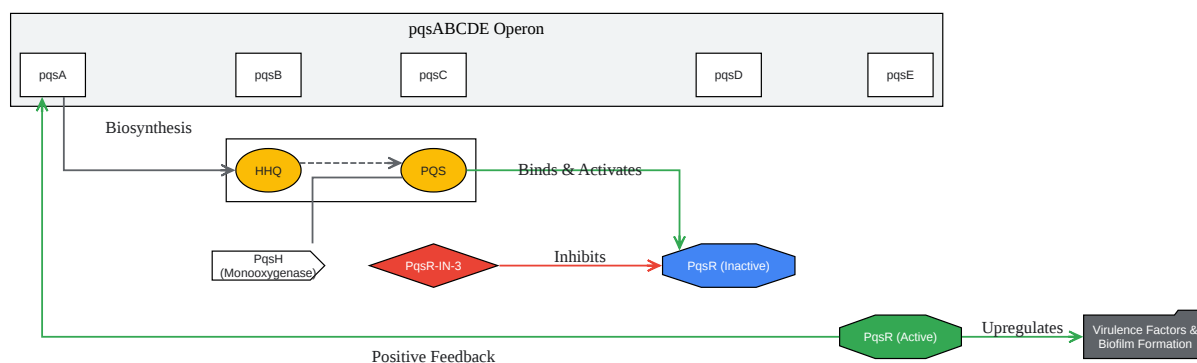 pqsABCDE Operon
pqsA
pqsB
pqsC
pqsD
pqsE
Biosynthesis
HHQ
PQS
Binds & Activates
PqsH
(Monooxygenase)
PqsR-IN-3
Inhibits
PqsR (Inactive)
PqsR (Active)
Upregulates
Virulence Factors &
Biofilm Formation
Positive Feedback